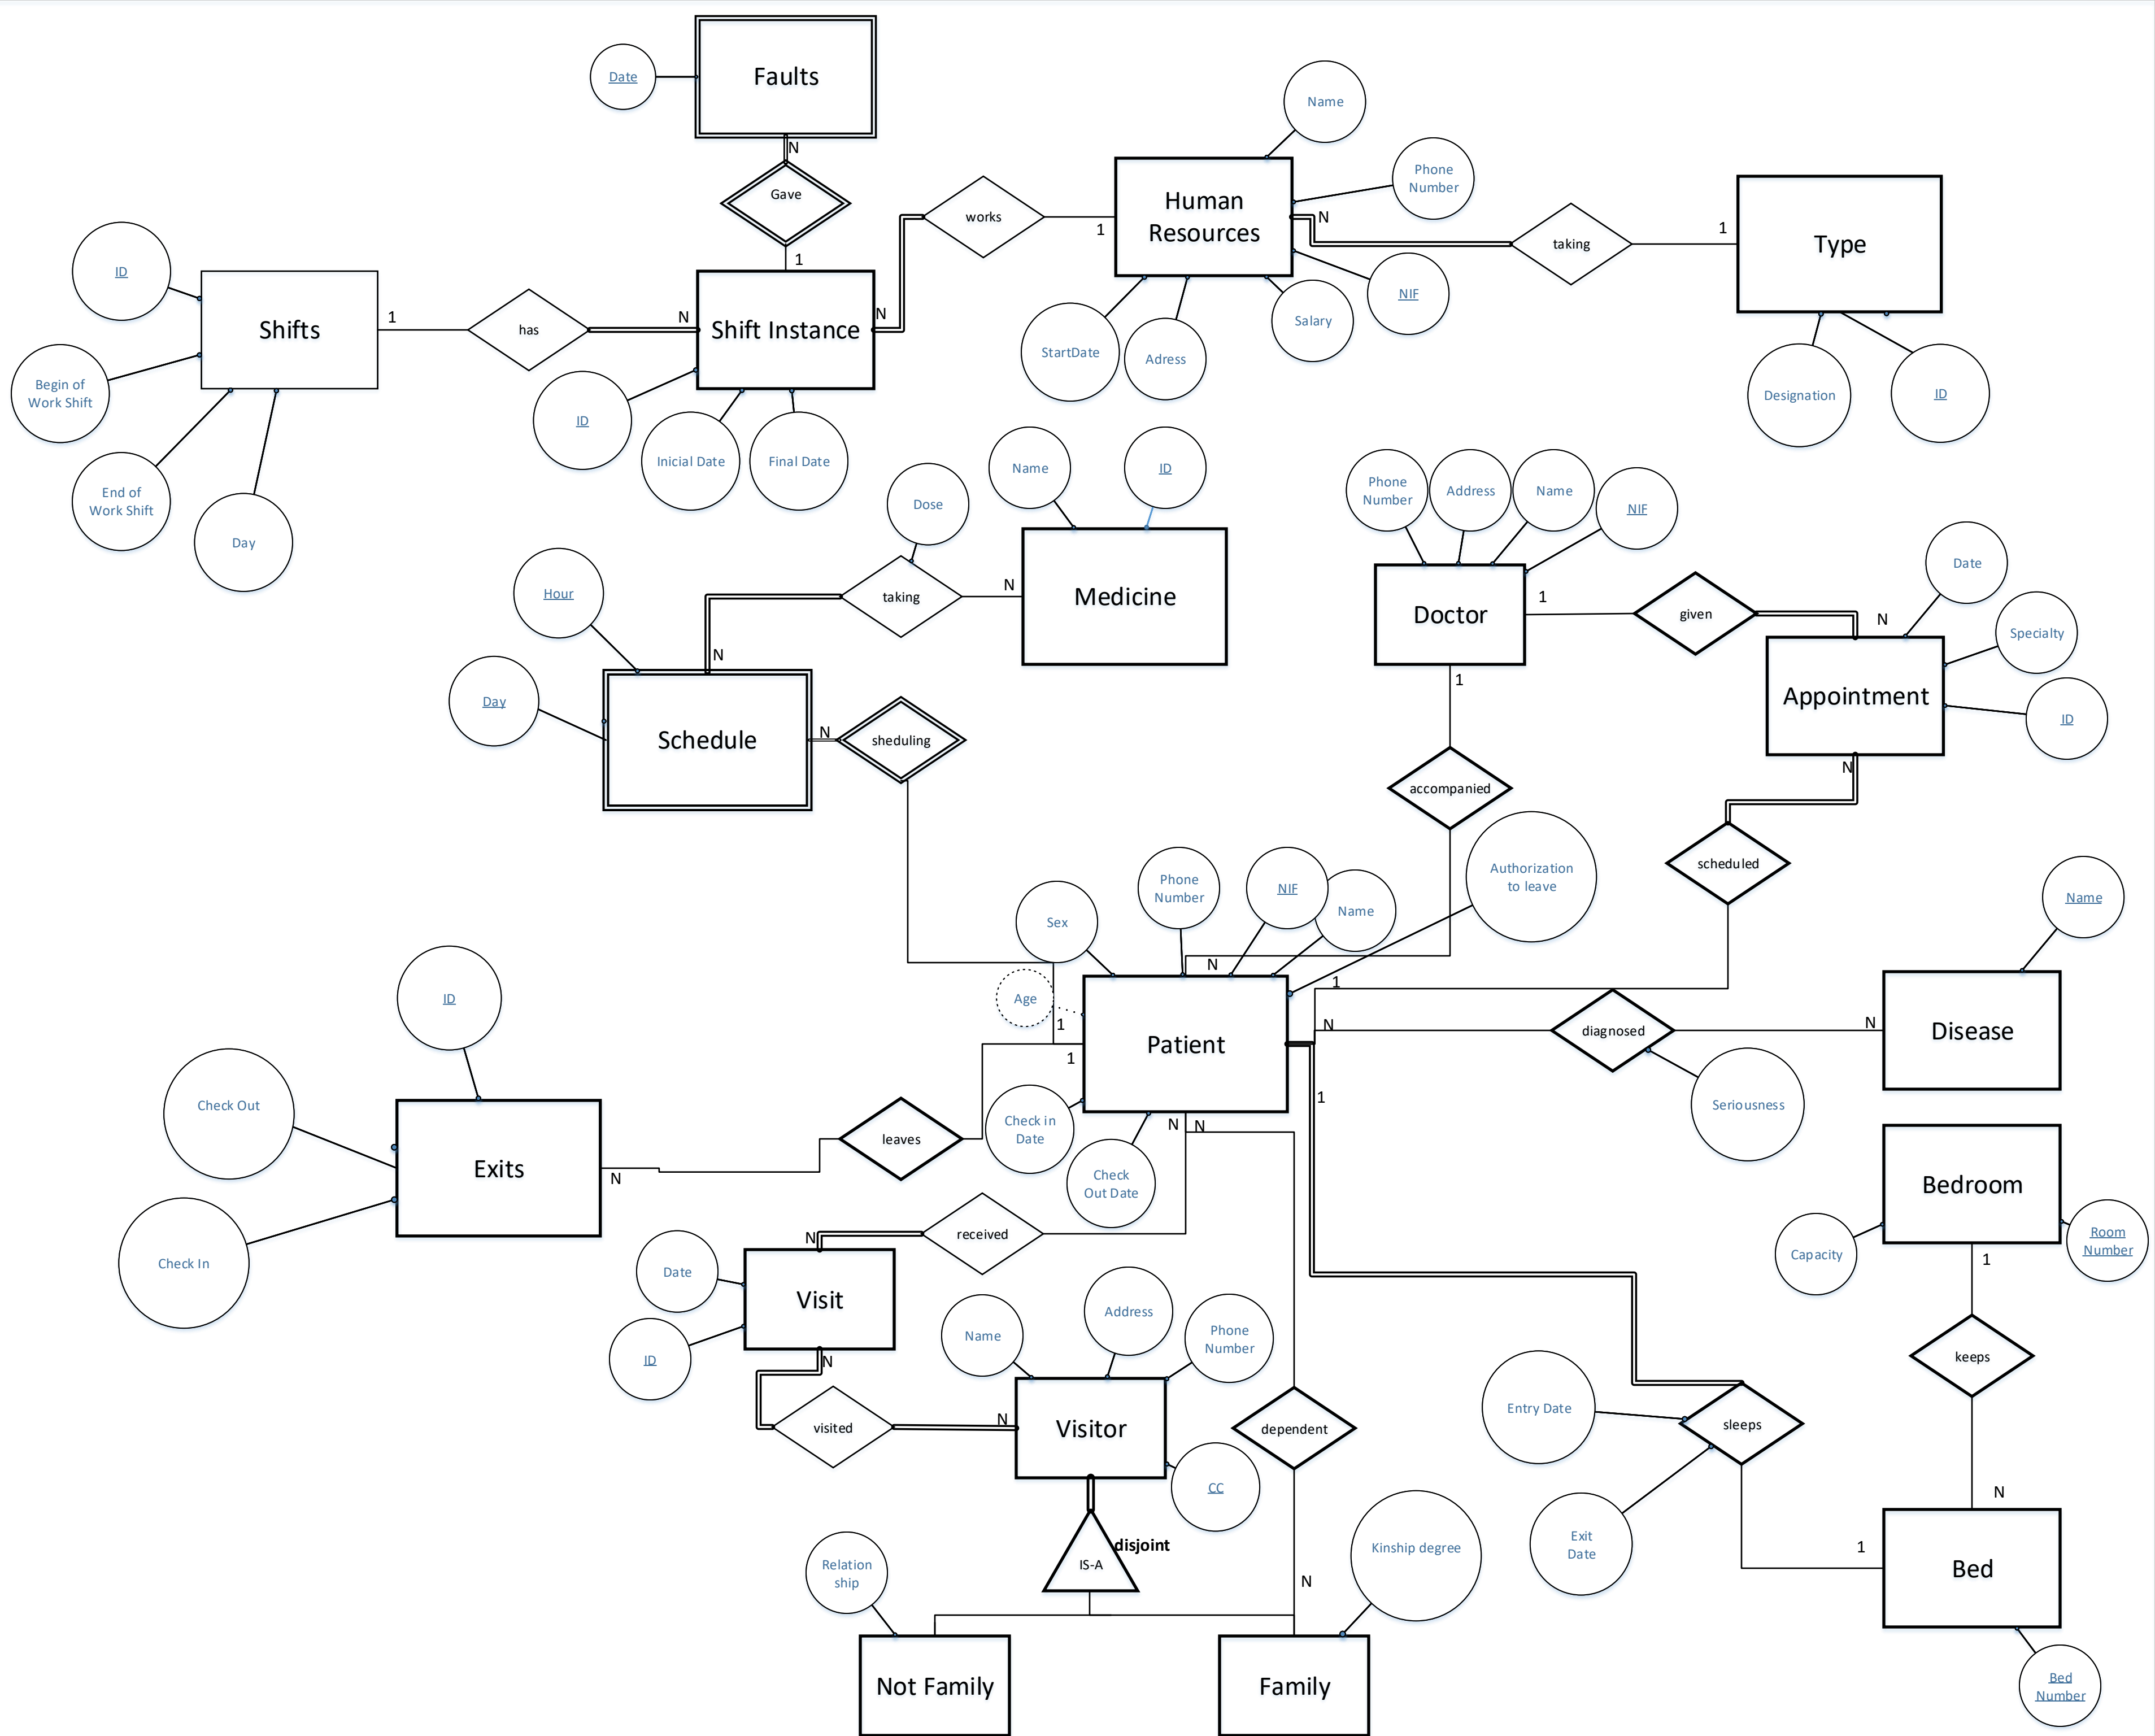 Faults
Date
N
Gave
1
Name
Phone
Number
Human
Resources
N
works
1
taking
1
Type
ID
Shifts
1
has
N
Shift Instance
N
NIF
Salary
StartDate
Adress
Designation
ID
Begin of
Work Shift
End of
Work Shift
Day
ID
Inicial Date
Final Date
Name
ID
Dose
taking
N
Medicine
Phone
Number
Address
Name
NIF
Hour
N
Doctor
1
given
N
Date
Specialty
Appointment
ID
N
Day
Schedule
N
sheduling
1
accompanied
scheduled
Authorization
to leave
Phone
Number
NIF
Name
Sex
N
1
Name
ID
Age
1
1
Patient
N
diagnosed
N
Disease
Seriousness
1
Check Out
Check In
Exits
N
leaves
Check in
Date
Check
Out Date
N
N
Bedroom
Capacity
Room
Number
1
received
N
Date
Visit
ID
N
Name
Address
Phone
Number
visited
N
Visitor
CC
dependent
keeps
Entry Date
sleeps
Exit
Date
N
1
Bed
Bed
Number
disjoint
IS-A
Relation
ship
Kinship degree
N
Not Family
Family